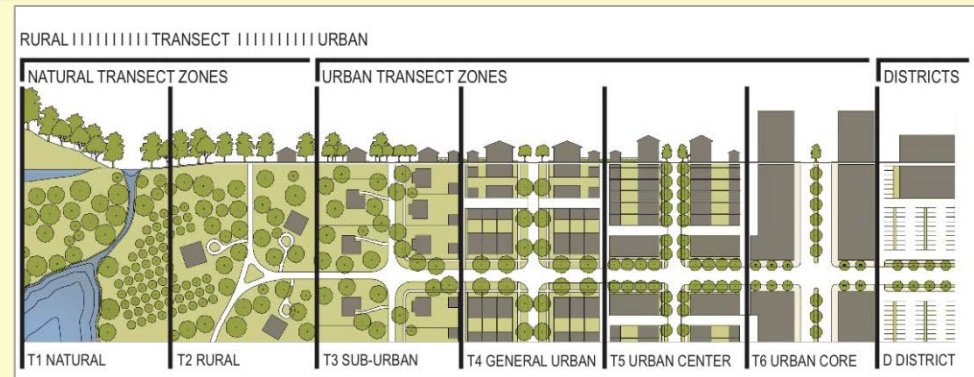 RURAL IIIIIIIIII TRANSECT IIIIIIIIII URBAN
NATURAL TRANSECT ZONES
URBAN TRANSECT ZONES
DISTRICTS
T1 NATURAL
T2 RURAL
T3 SUB-URBAN
T4 GENERAL URBAN
T5 URBAN CENTER
T6 URBAN CORE
D DISTRICT